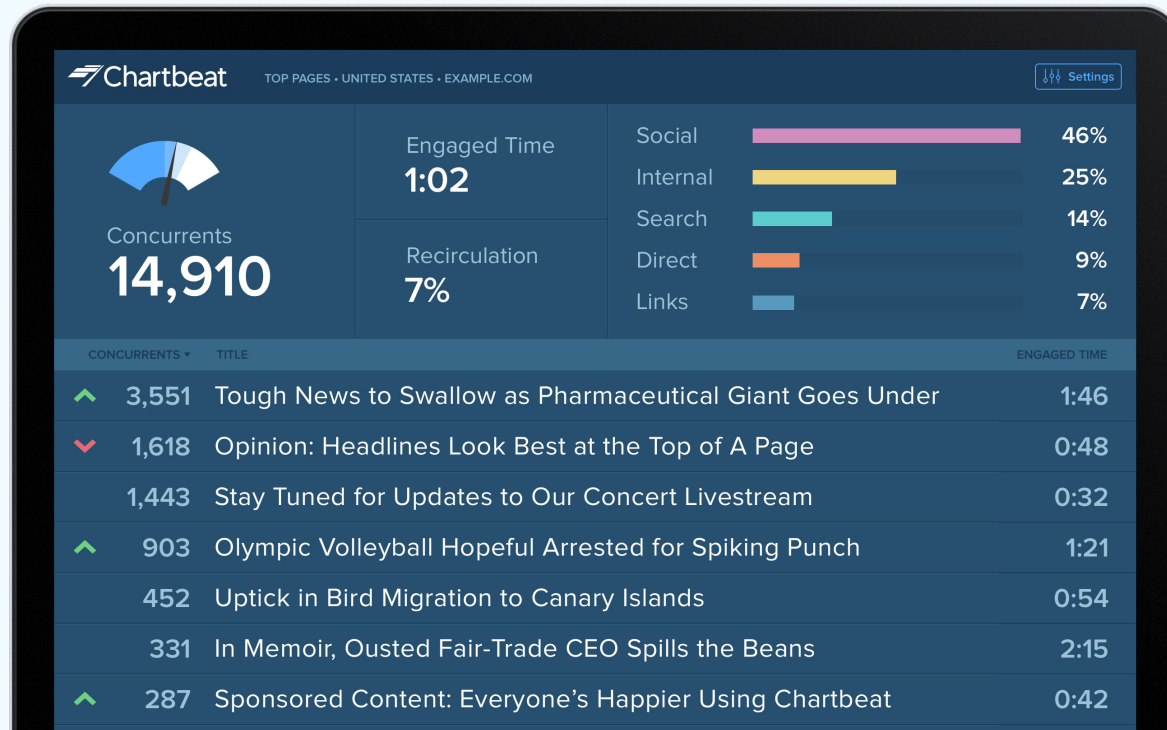 Chartbeat TOP PAGES • UNITED STATES • EXAMPLE.COM Settings
Concurrents
14,910
Engaged Time
1:02
Recirculation
7%
Social 46%
Internal 25%
Search 14%
Direct 9%
Links 7%
CONCURRENTS ▾ TITLE ENGAGED TIME
3,551 Tough News to Swallow as Pharmaceutical Giant Goes Under 1:46
1,618 Opinion: Headlines Look Best at the Top of A Page 0:48
1,443 Stay Tuned for Updates to Our Concert Livestream 0:32
903 Olympic Volleyball Hopeful Arrested for Spiking Punch 1:21
452 Uptick in Bird Migration to Canary Islands 0:54
331 In Memoir, Ousted Fair-Trade CEO Spills the Beans 2:15
287 Sponsored Content: Everyone’s Happier Using Chartbeat 0:42